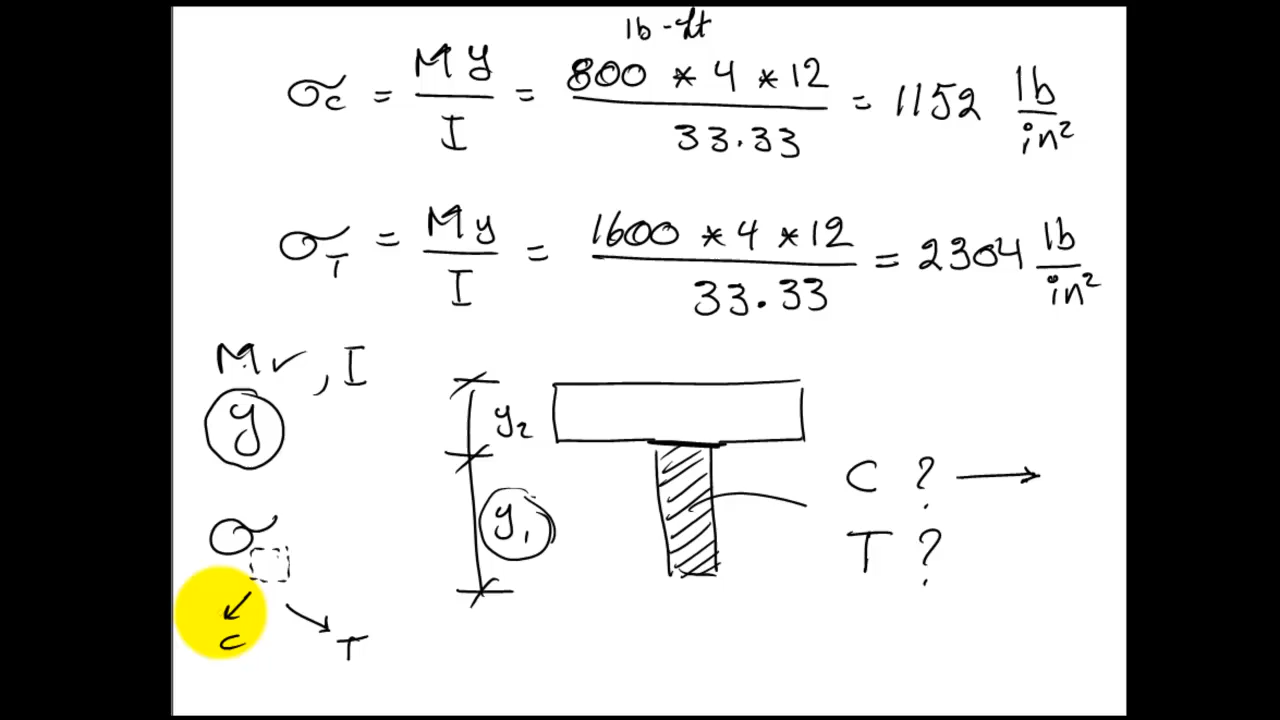 lb-ft
σc = My/I = 800 * 4 * 12/33.33 = 1152 lb/in²
σT = My/I = 1600 * 4 * 12/33.33 = 2304 lb/in²
M✓, I
y
y₂
y₁
C ? →
T ?
σ
C
T